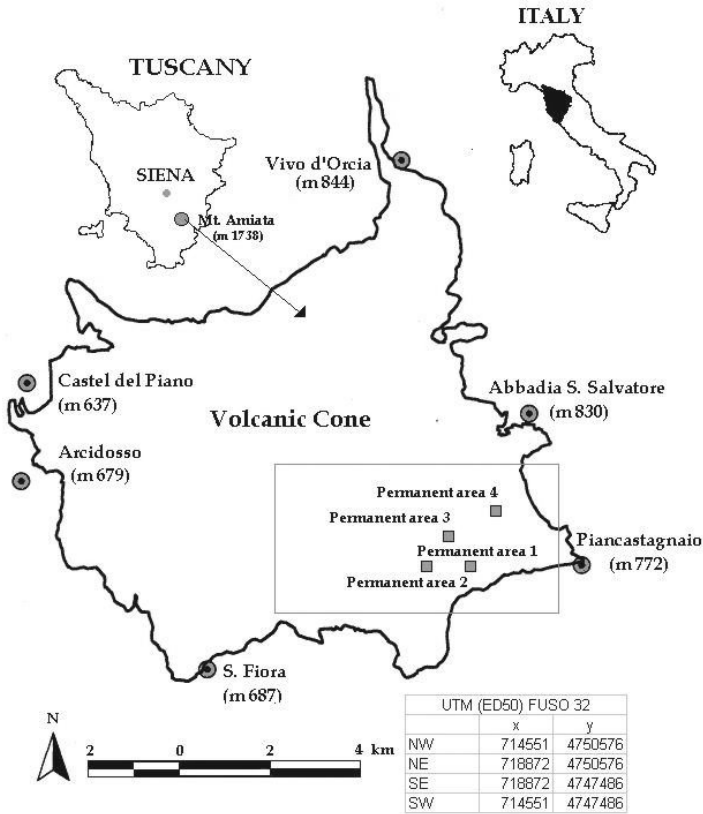 ITALY
TUSCANY
SIENA
Mt. Amiata
(m 1738)
Vivo d'Orcia
(m 844)
Castel del Piano
(m 637)
Abbadia S. Salvatore
(m 830)
Volcanic Cone
Arcidosso
(m 679)
Permanent area 4
Permanent area 3
Permanent area 1
Permanent area 2
Piancastagnaio
(m 772)
S. Fiora
(m 687)
N
2 0 2 4 km
UTM (ED50) FUSO 32
x y
NW 714551 4750576
NE 718872 4750576
SE 718872 4747486
SW 714551 4747486